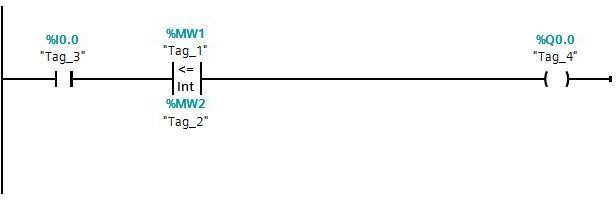 %I0.0
"Tag_3"
%MW1
"Tag_1"
<=
Int
%MW2
"Tag_2"
%Q0.0
"Tag_4"